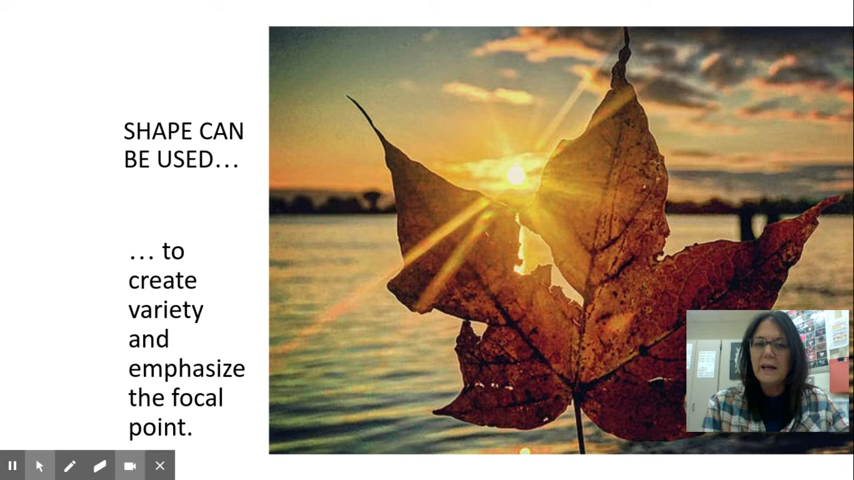 SHAPE CAN
BE USED…
… to
create
variety
and
emphasize
the focal
point.